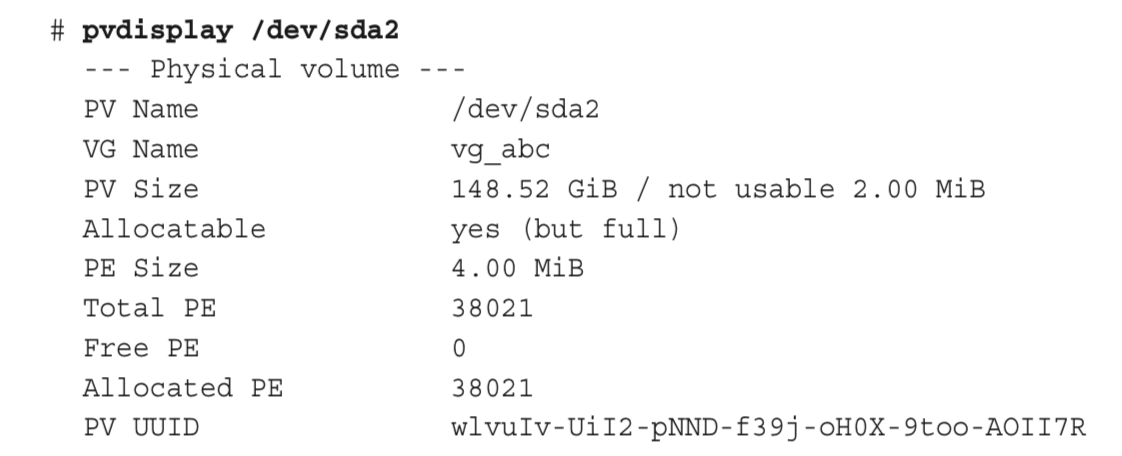 # pvdisplay /dev/sda2
--- Physical volume ---
PV Name /dev/sda2
VG Name vg_abc
PV Size 148.52 GiB / not usable 2.00 MiB
Allocatable yes (but full)
PE Size 4.00 MiB
Total PE 38021
Free PE 0
Allocated PE 38021
PV UUID wlvuIv-UiI2-pNND-f39j-oH0X-9too-AOII7R